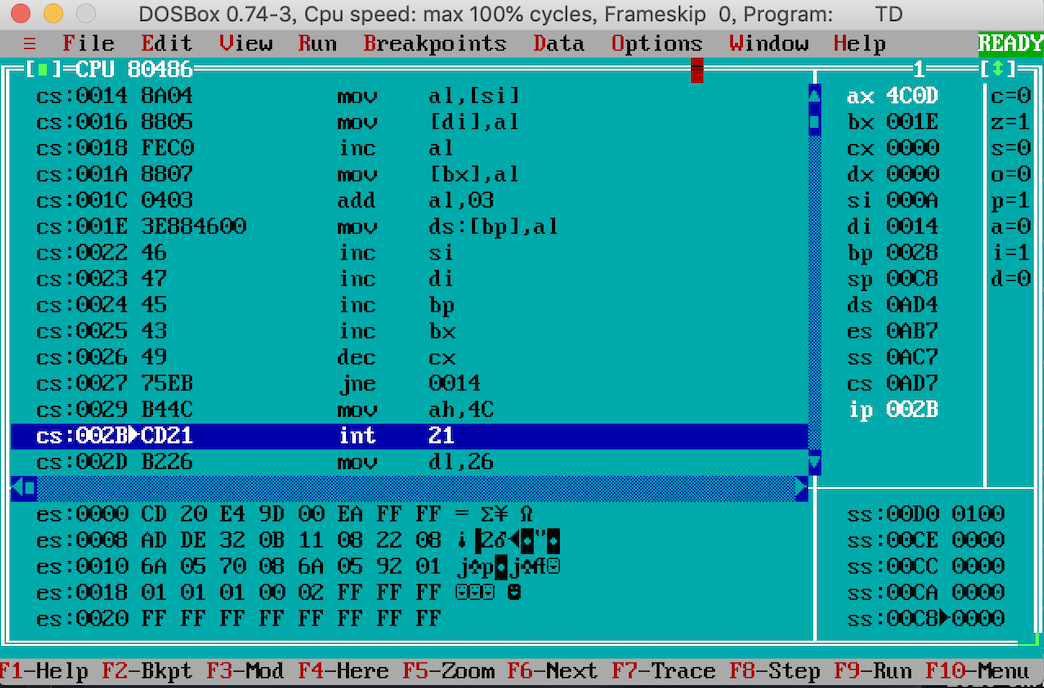 DOSBox 0.74-3, Cpu speed: max 100% cycles, Frameskip 0, Program: TD
≡ File Edit View Run Breakpoints Data Options Window Help READY
[■]=CPU 80486 1 [↕]
cs:0014 8A04 mov al,[si] ax 4C0D c=0
cs:0016 8805 mov [di],al bx 001E z=1
cs:0018 FEC0 inc al cx 0000 s=0
cs:001A 8807 mov [bx],al dx 0000 o=0
cs:001C 0403 add al,03 si 000A p=1
cs:001E 3E884600 mov ds:[bp],al di 0014 a=0
cs:0022 46 inc si bp 0028 i=1
cs:0023 47 inc di sp 00C8 d=0
cs:0024 45 inc bp ds 0AD4
cs:0025 43 inc bx es 0AB7
cs:0026 49 dec cx ss 0AC7
cs:0027 75EB jne 0014 cs 0AD7
cs:0029 B44C mov ah,4C ip 002B
cs:002B►CD21 int 21
cs:002D B226 mov dl,26
es:0000 CD 20 E4 9D 00 EA FF FF = Σ¥ Ω ss:00D0 0100
es:0008 AD DE 32 0B 11 08 22 08 ¡▐2♂◄◘"◘ ss:00CE 0000
es:0010 6A 05 70 08 6A 05 92 01 j♣p◘j♣Æ☺ ss:00CC 0000
es:0018 01 01 01 00 02 FF FF FF ☺☺☺ ☻ ss:00CA 0000
es:0020 FF FF FF FF FF FF FF FF ss:00C8►0000
F1-Help F2-Bkpt F3-Mod F4-Here F5-Zoom F6-Next F7-Trace F8-Step F9-Run F10-Menu